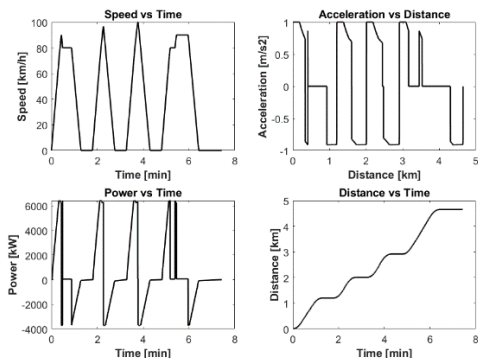 Speed vs Time
100
80
60
40
20
0
0 2 4 6 8
Speed [km/h]
Time [min]
Acceleration vs Distance
1
0.5
0
-0.5
-1
0 1 2 3 4 5
Acceleration [m/s2]
Distance [km]
Power vs Time
6000
4000
2000
0
-2000
-4000
0 2 4 6 8
Power [kW]
Time [min]
Distance vs Time
5
4
3
2
1
0
0 2 4 6 8
Distance [km]
Time [min]